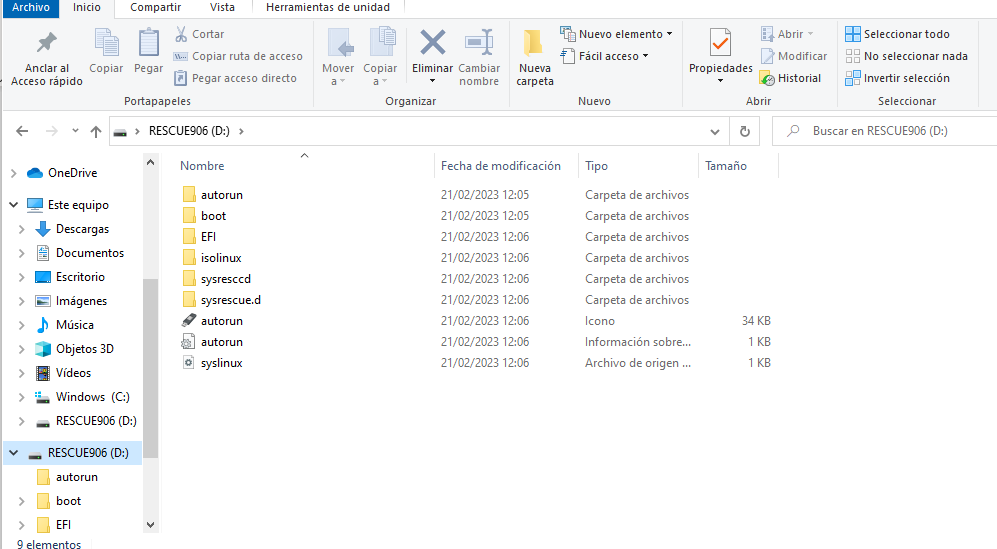 Archivo Inicio Compartir Vista Herramientas de unidad
Anclar al Acceso rápido
Copiar
Pegar
Cortar
Copiar ruta de acceso
Pegar acceso directo
Portapapeles
Mover a
Copiar a
Eliminar
Cambiar nombre
Organizar
Nueva carpeta
Nuevo elemento
Fácil acceso
Nuevo
Propiedades
Abrir
Modificar
Historial
Abrir
Seleccionar todo
No seleccionar nada
Invertir selección
Seleccionar
RESCUE906 (D:)
Buscar en RESCUE906 (D:)
OneDrive
Este equipo
Descargas
Documentos
Escritorio
Imágenes
Música
Objetos 3D
Vídeos
Windows (C:)
RESCUE906 (D:)
RESCUE906 (D:)
autorun
boot
EFI
Nombre Fecha de modificación Tipo Tamaño
autorun 21/02/2023 12:05 Carpeta de archivos
boot 21/02/2023 12:05 Carpeta de archivos
EFI 21/02/2023 12:06 Carpeta de archivos
isolinux 21/02/2023 12:06 Carpeta de archivos
sysresccd 21/02/2023 12:06 Carpeta de archivos
sysrescue.d 21/02/2023 12:06 Carpeta de archivos
autorun 21/02/2023 12:06 Icono 34 KB
autorun 21/02/2023 12:06 Información sobre... 1 KB
syslinux 21/02/2023 12:06 Archivo de origen ... 1 KB
9 elementos